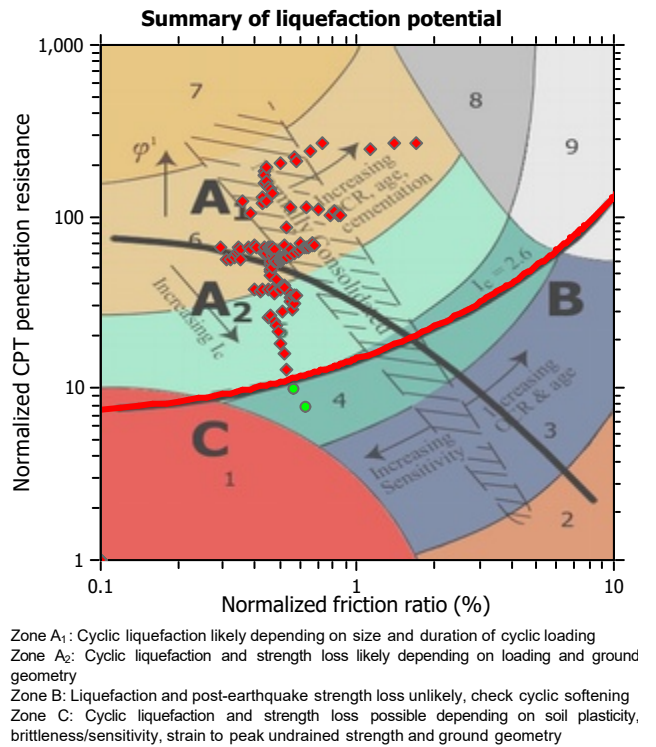 Summary of liquefaction potential
Normalized CPT penetration resistance
1,000
100
10
1
7
8
9
φ'
A1
Increasing
OCR, age,
cementation
Normally Consolidated
6
Ic = 2.6
A2
Increasing Ic
B
4
Increasing
OCR & age
C
3
Increasing
Sensitivity
1
2
0.1
1
10
Normalized friction ratio (%)
Zone A1: Cyclic liquefaction likely depending on size and duration of cyclic loading
Zone A2: Cyclic liquefaction and strength loss likely depending on loading and ground
geometry
Zone B: Liquefaction and post-earthquake strength loss unlikely, check cyclic softening
Zone C: Cyclic liquefaction and strength loss possible depending on soil plasticity,
brittleness/sensitivity, strain to peak undrained strength and ground geometry